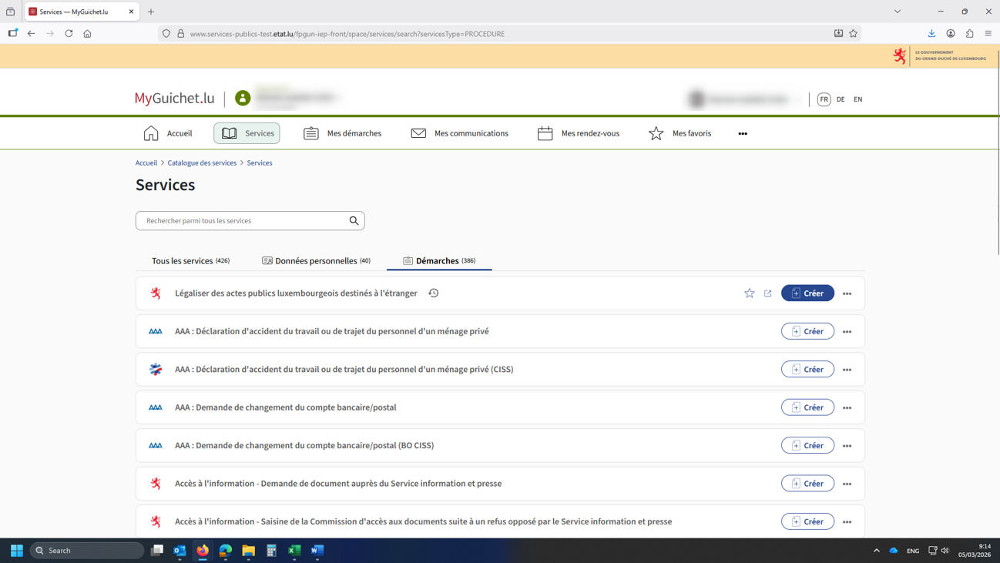 Services — MyGuichet.lu
www.services-publics-test.etat.lu/fpgun-iep-front/space/services/search?servicesType=PROCEDURE
LE GOUVERNEMENT
DU GRAND-DUCHÉ DE LUXEMBOURG
MyGuichet.lu
FR DE EN
Accueil Services Mes démarches Mes communications Mes rendez-vous Mes favoris
Accueil > Catalogue des services > Services
Services
Rechercher parmi tous les services
Tous les services (426) Données personnelles (40) Démarches (386)
Légaliser des actes publics luxembourgeois destinés à l'étranger Créer
AAA : Déclaration d'accident du travail ou de trajet du personnel d'un ménage privé Créer
AAA : Déclaration d'accident du travail ou de trajet du personnel d'un ménage privé (CISS) Créer
AAA : Demande de changement du compte bancaire/postal Créer
AAA : Demande de changement du compte bancaire/postal (BO CISS) Créer
Accès à l'information - Demande de document auprès du Service information et presse Créer
Accès à l'information - Saisine de la Commission d'accès aux documents suite à un refus opposé par le Service information et presse Créer
Search
ENG
9:14
05/03/2026